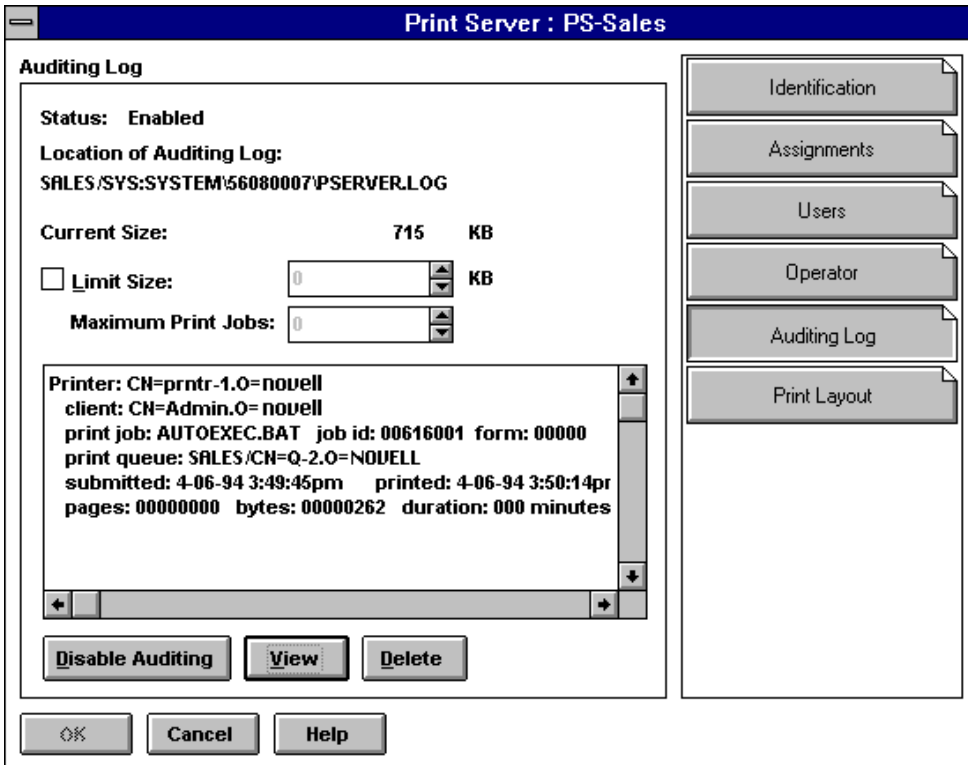 Print Server : PS-Sales
Auditing Log
Status: Enabled
Location of Auditing Log:
SALES/SYS:SYSTEM\56080007\PSERVER.LOG
Current Size: 715 KB
Limit Size: 0 KB
Maximum Print Jobs: 0
Printer: CN=prntr-1.O=novell
client: CN=Admin.O=novell
print job: AUTOEXEC.BAT job id: 00616001 form: 00000
print queue: SALES/CN=Q-2.O=NOVELL
submitted: 4-06-94 3:49:45pm printed: 4-06-94 3:50:14pr
pages: 00000000 bytes: 00000262 duration: 000 minutes
Disable Auditing View Delete
OK Cancel Help
Identification
Assignments
Users
Operator
Auditing Log
Print Layout